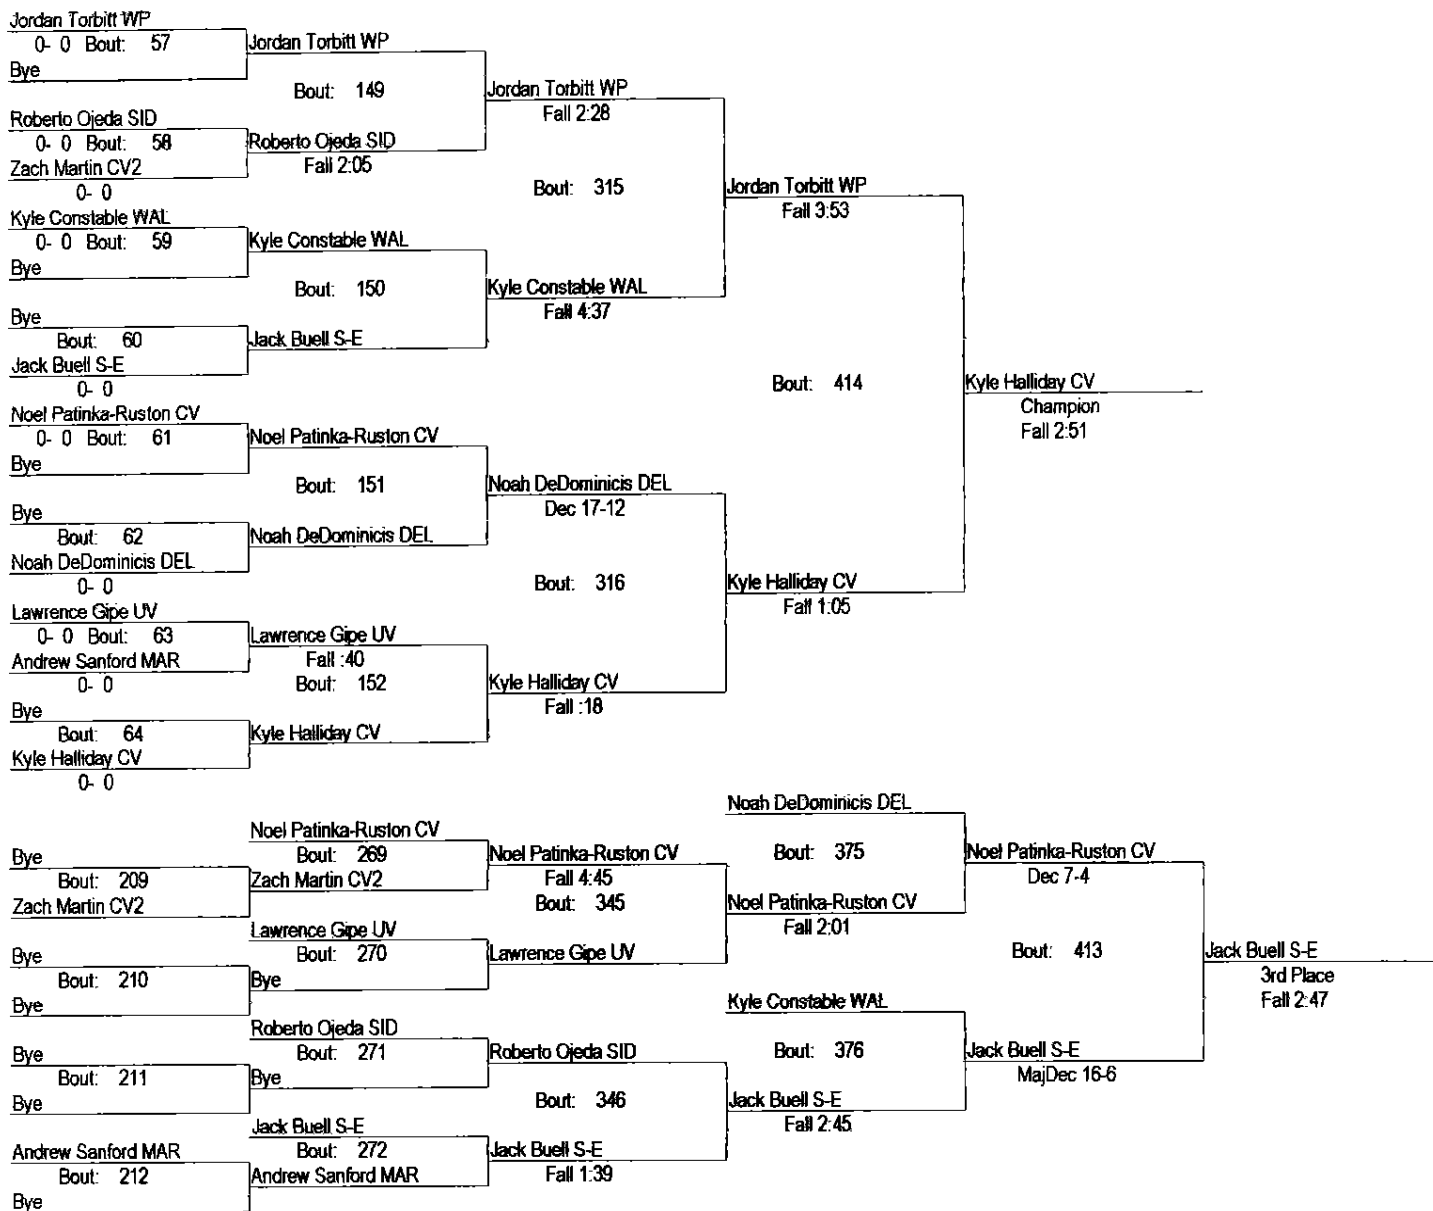 Jordan Torbitt WP
0- 0 Bout: 57
Bye
Jordan Torbitt WP
Bout: 149
Roberto Ojeda SID
0- 0 Bout: 58
Zach Martin CV2
0- 0
Roberto Ojeda SID
Fall 2:05
Jordan Torbitt WP
Fall 2:28
Bout: 315
Kyle Constable WAL
0- 0 Bout: 59
Bye
Kyle Constable WAL
Bout: 150
Bye
Bout: 60
Jack Buell S-E
0- 0
Jack Buell S-E
Kyle Constable WAL
Fall 4:37
Jordan Torbitt WP
Fall 3:53
Bout: 414
Noel Patinka-Ruston CV
0- 0 Bout: 61
Bye
Noel Patinka-Ruston CV
Bout: 151
Bye
Bout: 62
Noah DeDominicis DEL
0- 0
Noah DeDominicis DEL
Noah DeDominicis DEL
Dec 17-12
Bout: 316
Lawrence Gipe UV
0- 0 Bout: 63
Andrew Sanford MAR
0- 0
Lawrence Gipe UV
Fall :40
Bout: 152
Bye
Bout: 64
Kyle Halliday CV
0- 0
Kyle Halliday CV
Kyle Halliday CV
Fall :18
Kyle Halliday CV
Fall 1:05
Kyle Halliday CV
Champion
Fall 2:51
Bye
Bout: 209
Zach Martin CV2
Noel Patinka-Ruston CV
Bout: 269
Zach Martin CV2
Noel Patinka-Ruston CV
Fall 4:45
Bout: 345
Bye
Bout: 210
Bye
Lawrence Gipe UV
Bout: 270
Bye
Lawrence Gipe UV
Noah DeDominicis DEL
Bout: 375
Noel Patinka-Ruston CV
Fall 2:01
Noel Patinka-Ruston CV
Dec 7-4
Bout: 413
Bye
Bout: 211
Bye
Roberto Ojeda SID
Bout: 271
Bye
Roberto Ojeda SID
Bout: 346
Andrew Sanford MAR
Bout: 212
Bye
Jack Buell S-E
Bout: 272
Andrew Sanford MAR
Jack Buell S-E
Fall 1:39
Kyle Constable WAL
Bout: 376
Jack Buell S-E
Fall 2:45
Jack Buell S-E
MajDec 16-6
Jack Buell S-E
3rd Place
Fall 2:47